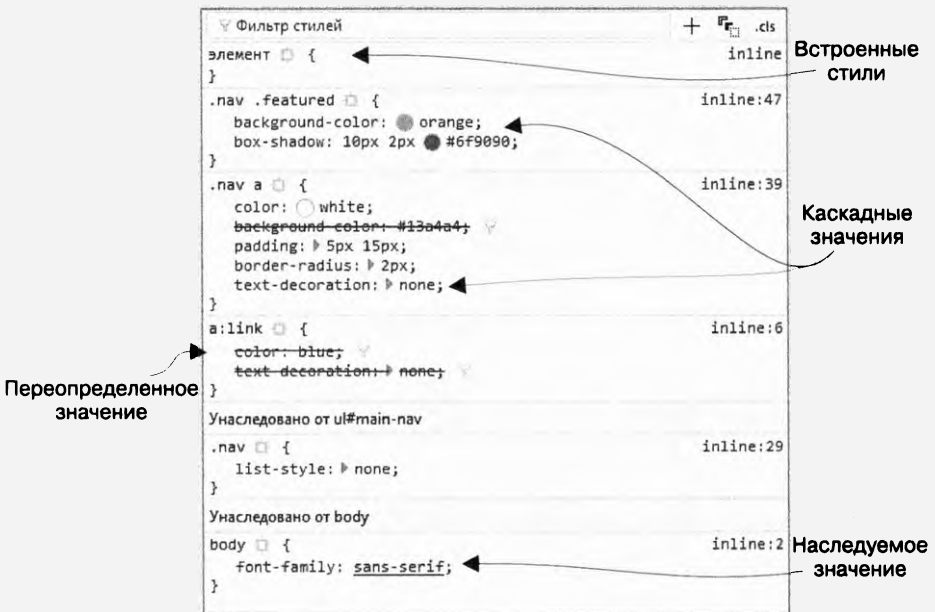 Фильтр стилей + .cls
элемент { inline
}
Встроенные
стили
.nav .featured { inline:47
background-color: orange;
box-shadow: 10px 2px #6f9090;
}
.nav a { inline:39
color: white;
background-color: #13a4a4;
padding: 5px 15px;
border-radius: 2px;
text-decoration: none;
}
Каскадные
значения
a:link { inline:6
color: blue;
text-decoration: none;
}
Переопределенное
значение
Унаследовано от ul#main-nav
.nav { inline:29
list-style: none;
}
Унаследовано от body
body { inline:2
font-family: sans-serif;
}
Наследуемое
значение